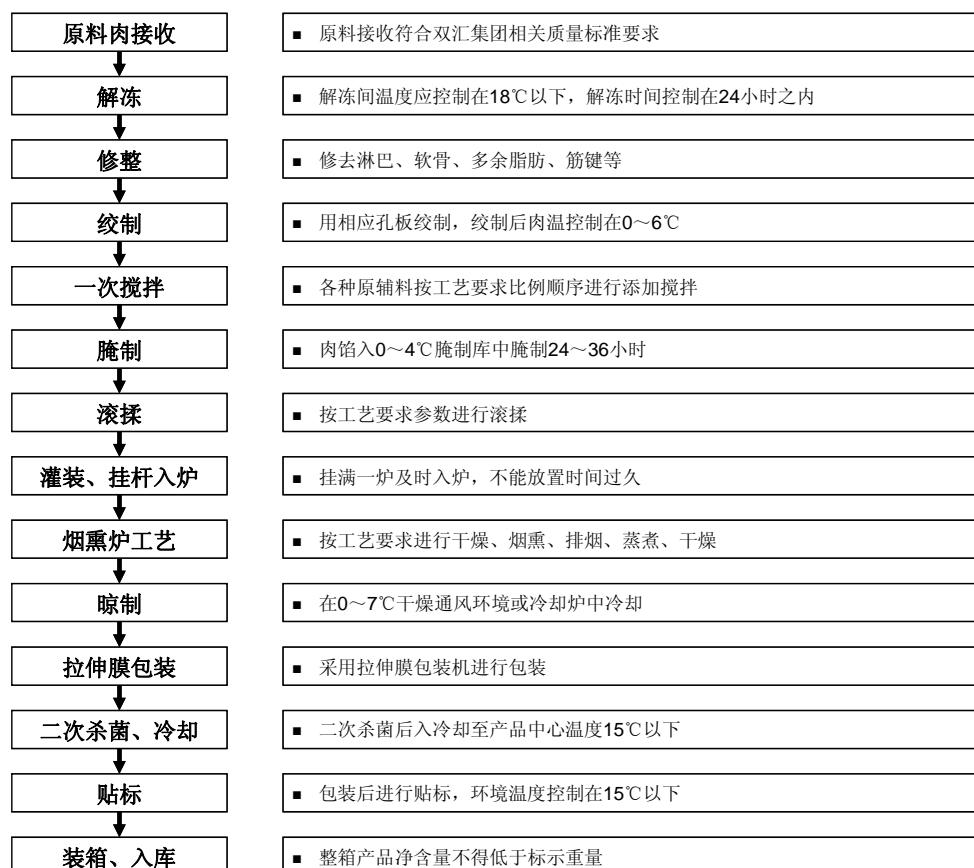 原料肉接收
■ 原料接收符合双汇集团相关质量标准要求
解冻
■ 解冻间温度应控制在18℃以下，解冻时间控制在24小时之内
修整
■ 修去淋巴、软骨、多余脂肪、筋键等
绞制
■ 用相应孔板绞制，绞制后肉温控制在0～6℃
一次搅拌
■ 各种原辅料按工艺要求比例顺序进行添加搅拌
腌制
■ 肉馅入0～4℃腌制库中腌制24～36小时
滚揉
■ 按工艺要求参数进行滚揉
灌装、挂杆入炉
■ 挂满一炉及时入炉，不能放置时间过久
烟熏炉工艺
■ 按工艺要求进行干燥、烟熏、排烟、蒸煮、干燥
晾制
■ 在0～7℃干燥通风环境或冷却炉中冷却
拉伸膜包装
■ 采用拉伸膜包装机进行包装
二次杀菌、冷却
■ 二次杀菌后入冷却至产品中心温度15℃以下
贴标
■ 包装后进行贴标，环境温度控制在15℃以下
装箱、入库
■ 整箱产品净含量不得低于标示重量